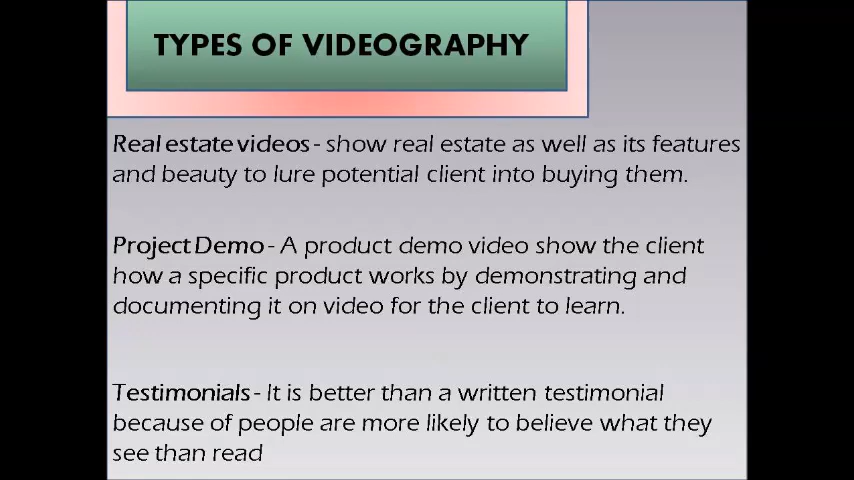 TYPES OF VIDEOGRAPHY
Real estate videos - show real estate as well as its features
and beauty to lure potential client into buying them.
Project Demo - A product demo video show the client
how a specific product works by demonstrating and
documenting it on video for the client to learn.
Testimonials - It is better than a written testimonial
because of people are more likely to believe what they
see than read